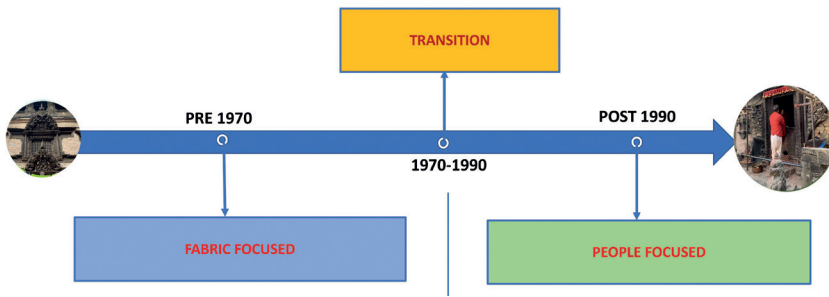 TRANSITION
PRE 1970
POST 1990
1970-1990
FABRIC FOCUSED
PEOPLE FOCUSED